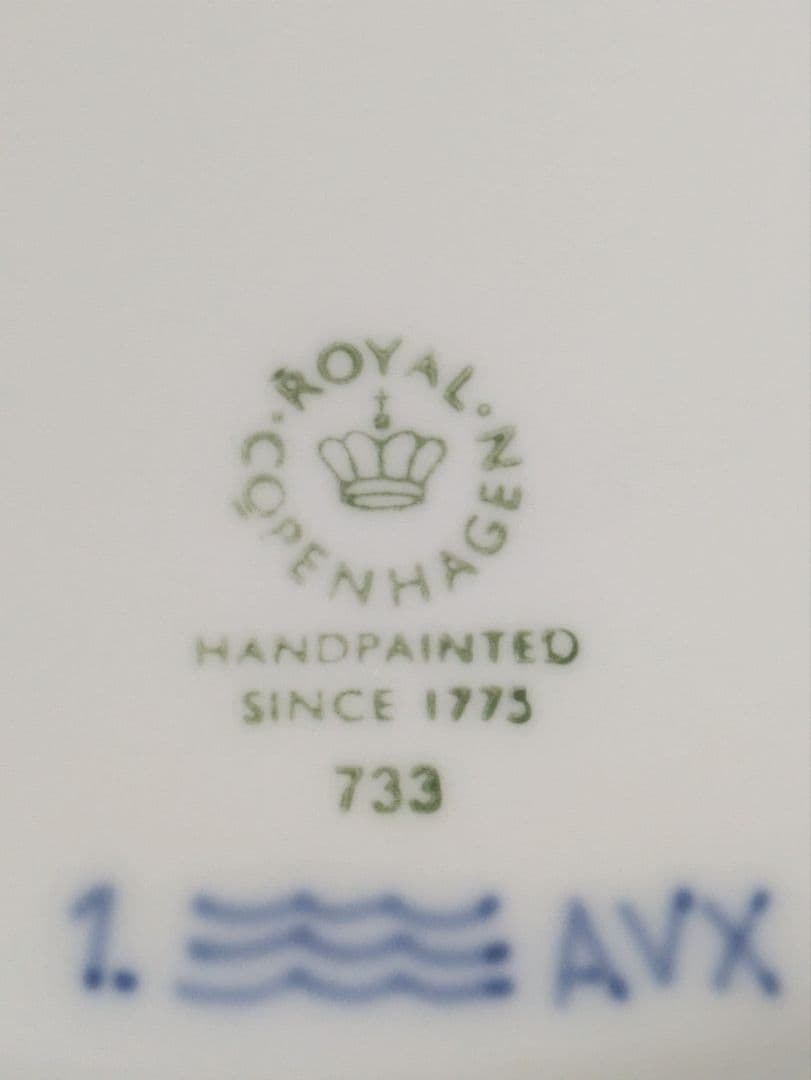 ROYAL · COPENHAGEN ·
HANDPAINTED
SINCE 1775
733
1. AVX